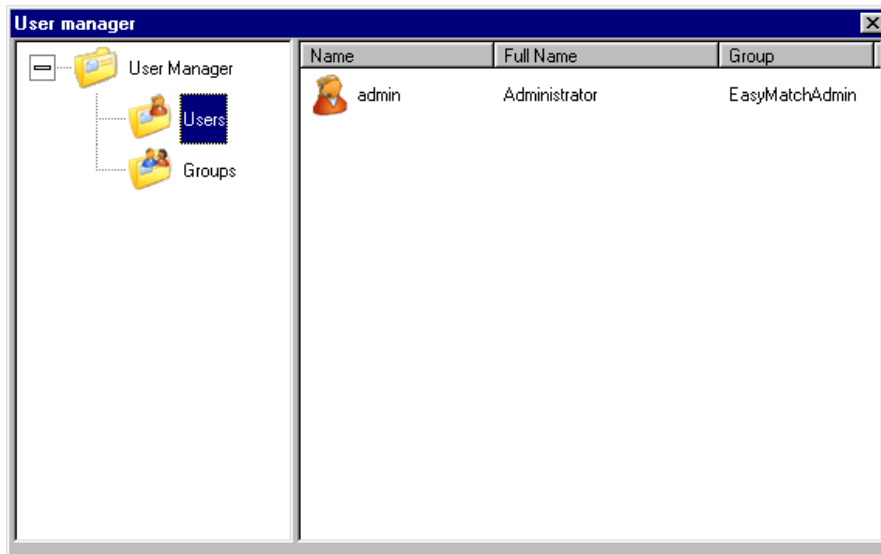 User manager
User Manager
Users
Groups
Name Full Name Group
admin Administrator EasyMatchAdmin